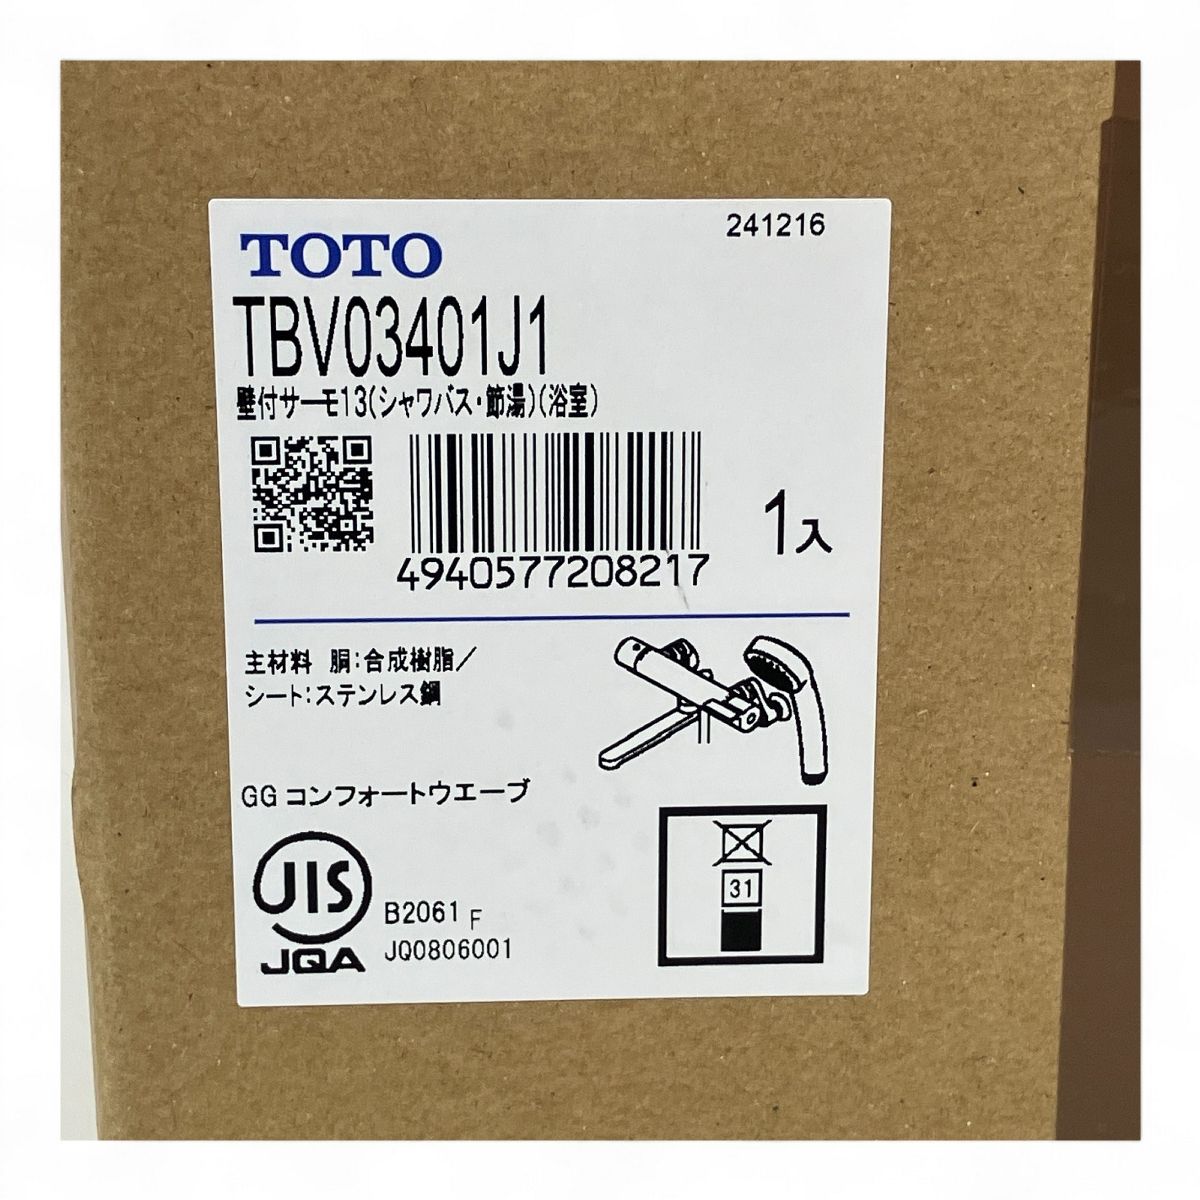 241216
TOTO
TBV03401J1
壁付サーモ13(シャワバス・節湯)(浴室)
4940577208217
1入
主材料 胴:合成樹脂/
シート:ステンレス鋼
GG コンフォートウエーブ
JIS
JQA
B2061 F
JQ0806001
31